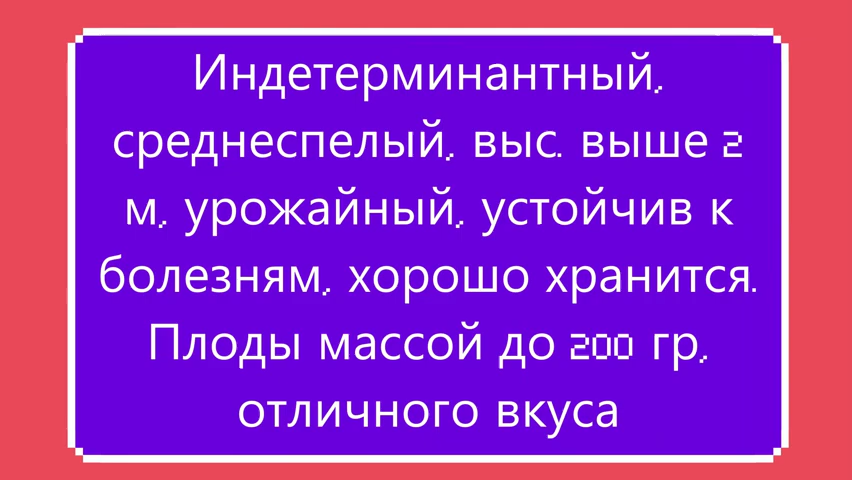 Индетерминантный,
среднеспелый, выс. выше 2
м, урожайный, устойчив к
болезням, хорошо хранится.
Плоды массой до 200 гр,
отличного вкуса